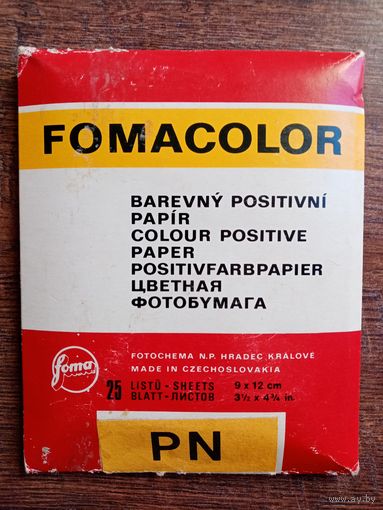 FOMACOLOR
BAREVNÝ POSITIVNÍ
PAPÍR
COLOUR POSITIVE
PAPER
POSITIVFARBPAPIER
ЦВЕТНАЯ
ФОТОБУМАГА
foma
FOTOCHEMA N.P. HRADEC KRÁLOVÉ
MADE IN CZECHOSLOVAKIA
25 LISTŮ - SHEETS 9 x 12 cm
BLATT - ЛИСТОВ 3½ x 4¾ in.
PN
www.ay.by